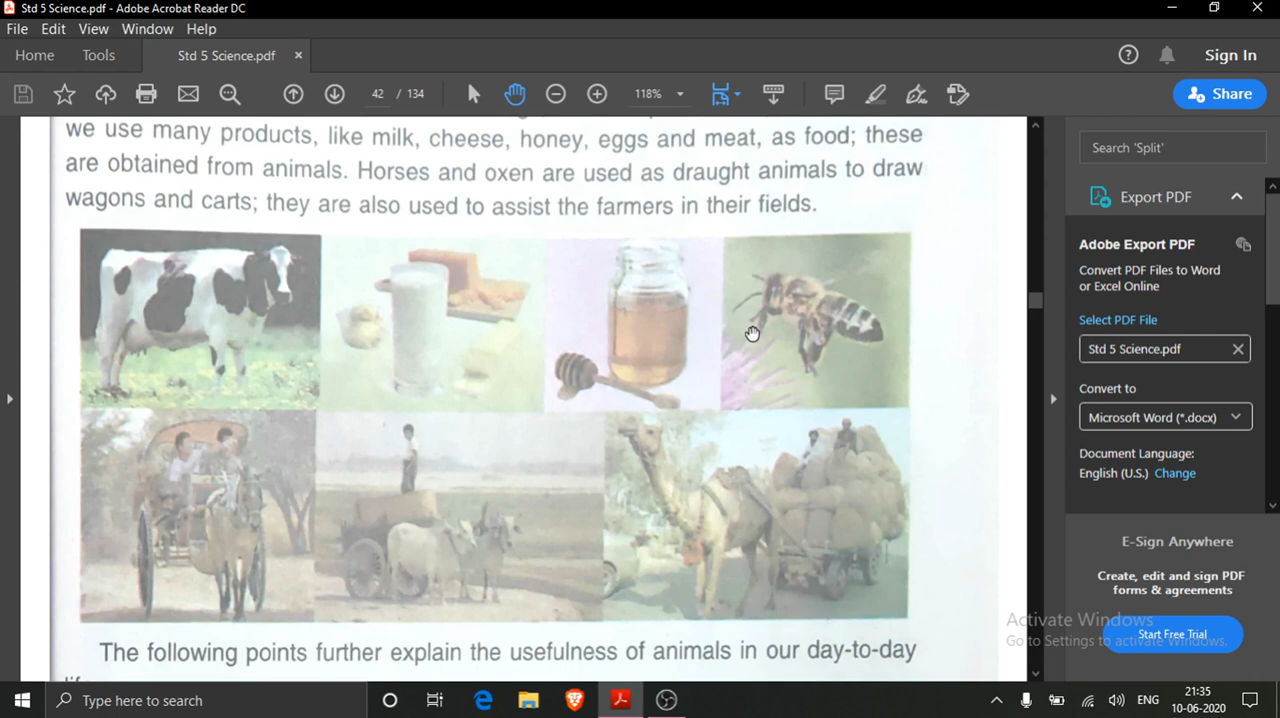 Std 5 Science.pdf - Adobe Acrobat Reader DC
File Edit View Window Help
Home Tools Std 5 Science.pdf × Sign In
42 / 134 118% Share
we use many products, like milk, cheese, honey, eggs and meat, as food; these
are obtained from animals. Horses and oxen are used as draught animals to draw
wagons and carts; they are also used to assist the farmers in their fields.
The following points further explain the usefulness of animals in our day-to-day
Search 'Split'
Export PDF
Adobe Export PDF
Convert PDF Files to Word
or Excel Online
Select PDF File
Std 5 Science.pdf
Convert to
Microsoft Word (*.docx)
Document Language:
English (U.S.) Change
E-Sign Anywhere
Create, edit and sign PDF
forms & agreements
Start Free Trial
Activate Windows
Go to Settings to activate Windows.
Type here to search
ENG
21:35
10-06-2020